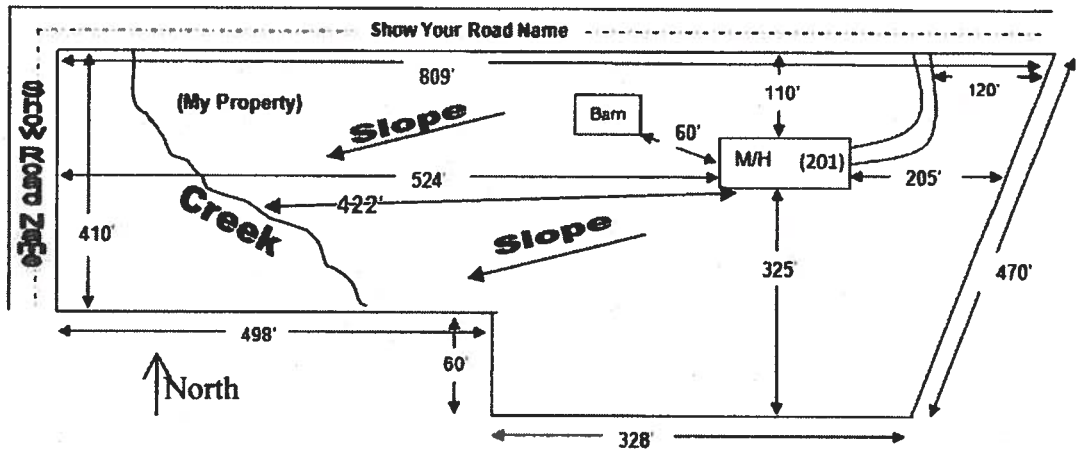 Show Your Road Name
809'
(My Property)
Slope
Barn
110'
120'
60'
M/H (201)
Show Road Name
524'
205'
422'
Creek
410'
Slope
325'
470'
498'
60'
North
328'